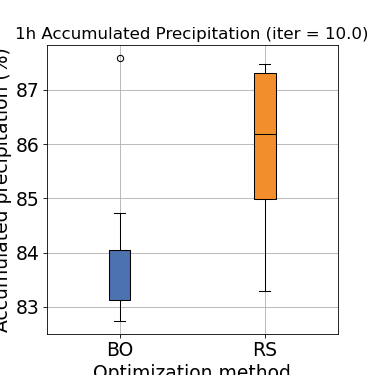 1h Accumulated Precipitation (iter = 10.0)
Accumulated precipitation (%)
87
86
85
84
83
BO RS
Optimization method